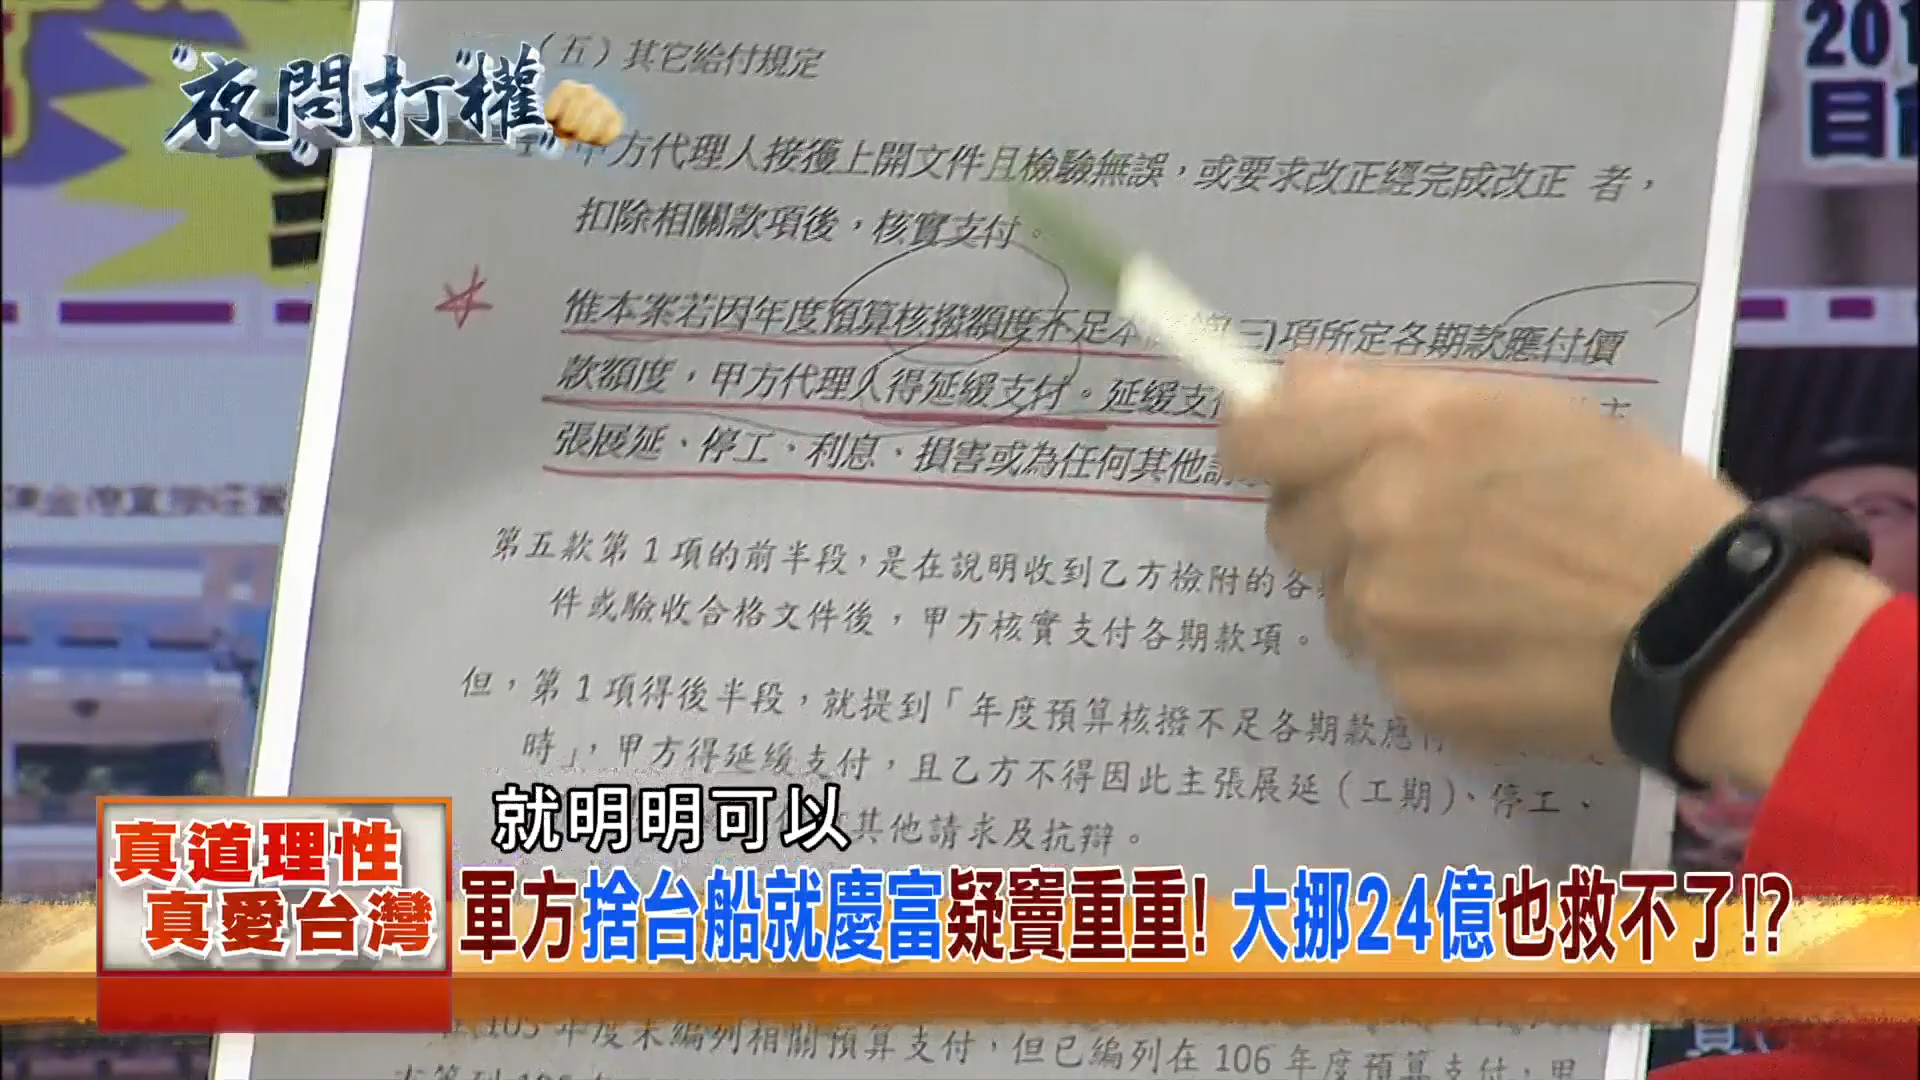 "夜"問打"權"
（五）其它給付規定
甲方代理人接獲上開文件且檢驗無誤，或要求改正經完成改正 者，
扣除相關款項後，核實支付。
惟本案若因年度預算核撥額度不足本
三)項所定各期款應付價
款額度，甲方代理人得延緩支付。延緩支
張展延、停工、利息、損害或為任何其他
第五款第1項的前半段，是在說明收到乙方檢附的各
件或驗收合格文件後，甲方核實支付各期款項。
但，第1項得後半段，就提到「年度預算核撥不足各期款應
時」，甲方得延緩支付，且乙方不得因此主張展延（工期）、停工、
其他請求及抗辯。
就明明可以
真道理性
真愛台灣
軍方捨台船就慶富疑竇重重! 大挪24億也救不了!?
105年度未編列相關預算支付，但已編列在106年度預算支付，甲
201